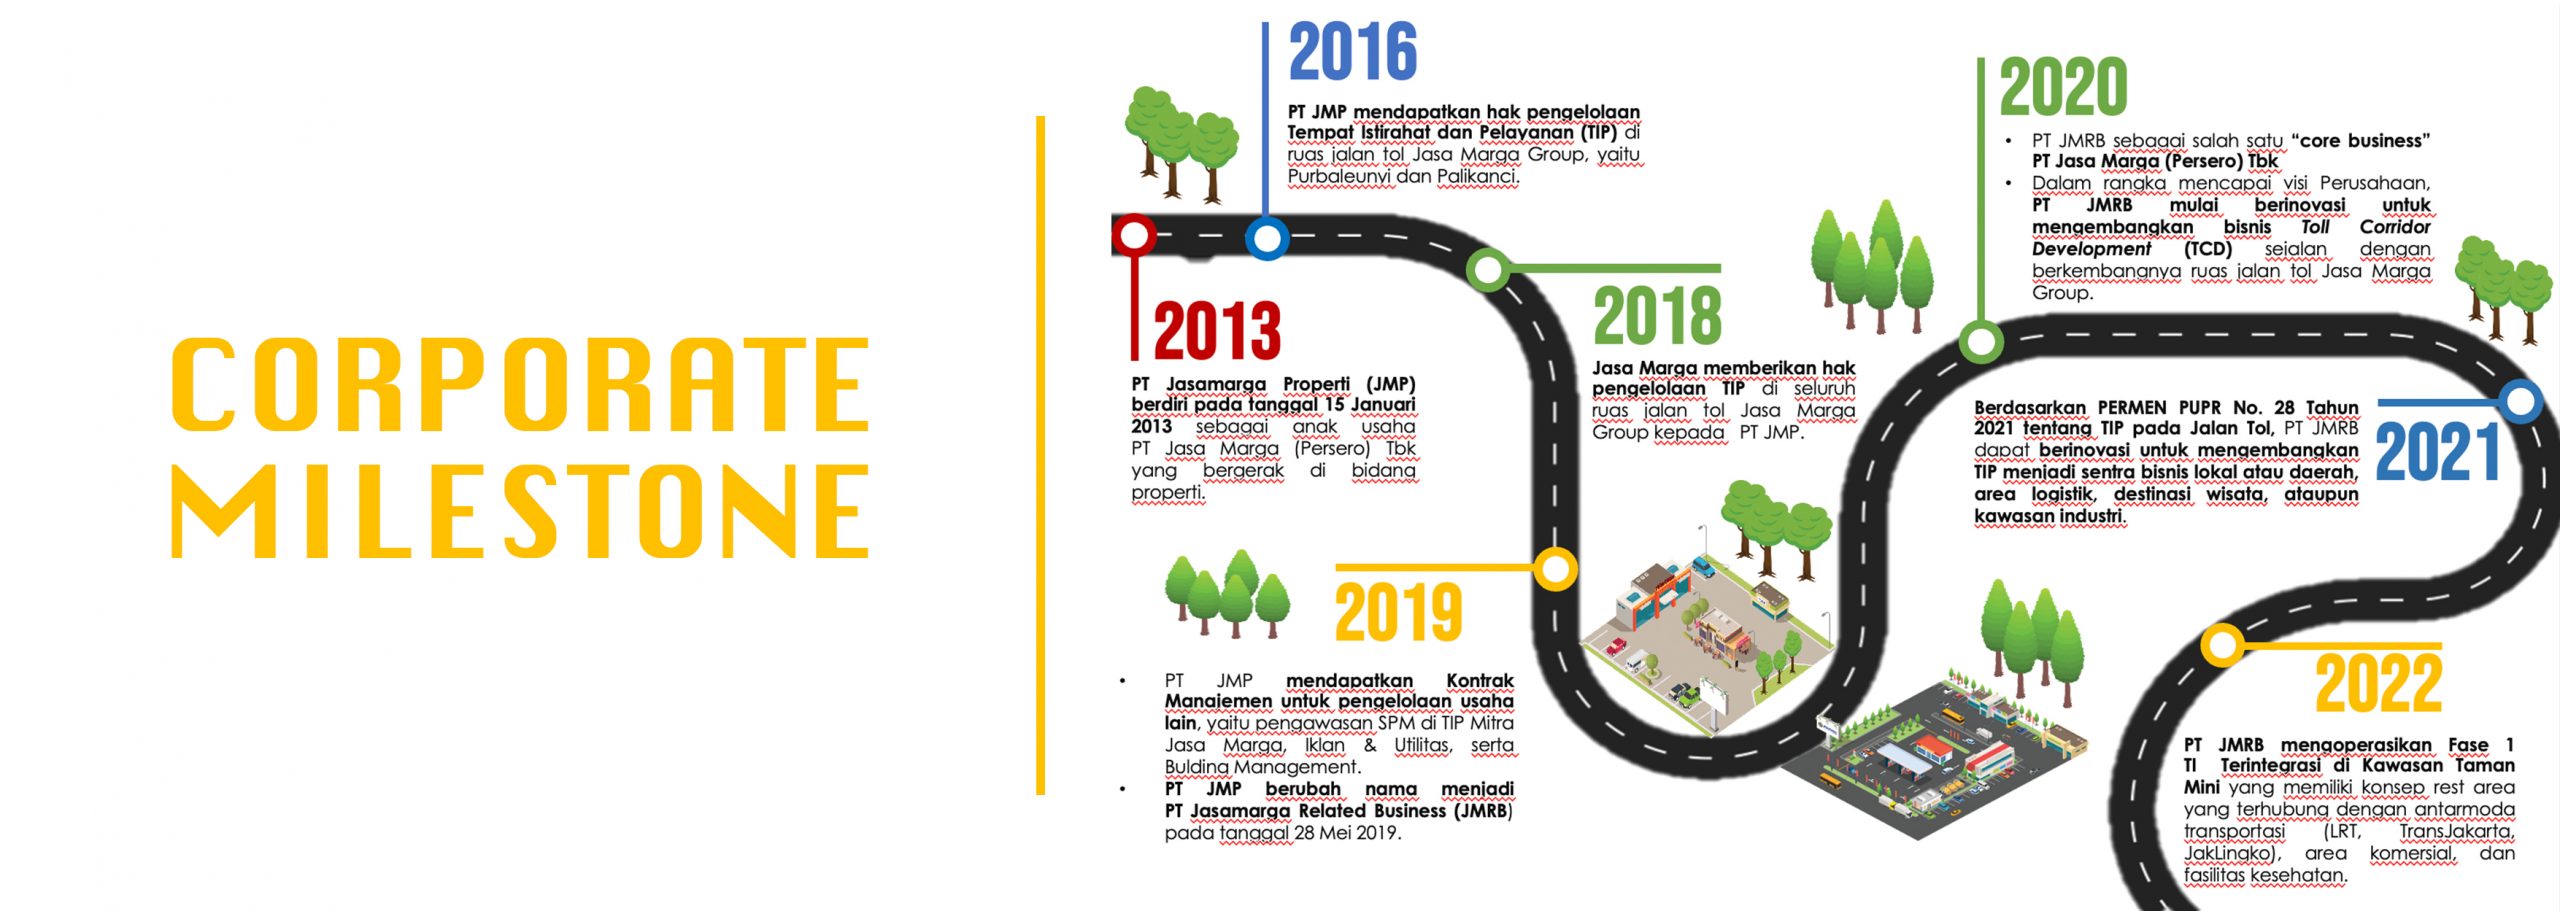 CORPORATE
MILESTONE
2013
PT Jasamarga Properti (JMP)
berdiri pada tanggal 15 Januari
2013 sebagai anak usaha
PT Jasa Marga (Persero) Tbk
yang bergerak di bidang
properti.
2016
PT JMP mendapatkan hak pengelolaan
Tempat Istirahat dan Pelayanan (TIP) di
ruas jalan tol Jasa Marga Group, yaitu
Purbaleunyi dan Palikanci.
2018
Jasa Marga memberikan hak
pengelolaan TIP di seluruh
ruas jalan tol Jasa Marga
Group kepada PT JMP.
2019
• PT JMP mendapatkan Kontrak
Manajemen untuk pengelolaan usaha
lain, yaitu pengawasan SPM di TIP Mitra
Jasa Marga, Iklan & Utilitas, serta
Bulding Management.
• PT JMP berubah nama menjadi
PT Jasamarga Related Business (JMRB)
pada tanggal 28 Mei 2019.
2020
• PT JMRB sebagai salah satu “core business”
PT Jasa Marga (Persero) Tbk
• Dalam rangka mencapai visi Perusahaan,
PT JMRB mulai berinovasi untuk
mengembangkan bisnis Toll Corridor
Development (TCD) sejalan dengan
berkembangnya ruas jalan tol Jasa Marga
Group.
2021
Berdasarkan PERMEN PUPR No. 28 Tahun
2021 tentang TIP pada Jalan Tol, PT JMRB
dapat berinovasi untuk mengembangkan
TIP menjadi sentra bisnis lokal atau daerah,
area logistik, destinasi wisata, ataupun
kawasan industri.
2022
PT JMRB mengoperasikan Fase 1
TI Terintegrasi di Kawasan Taman
Mini yang memiliki konsep rest area
yang terhubung dengan antarmoda
transportasi (LRT, TransJakarta,
JakLingko), area komersial, dan
fasilitas kesehatan.